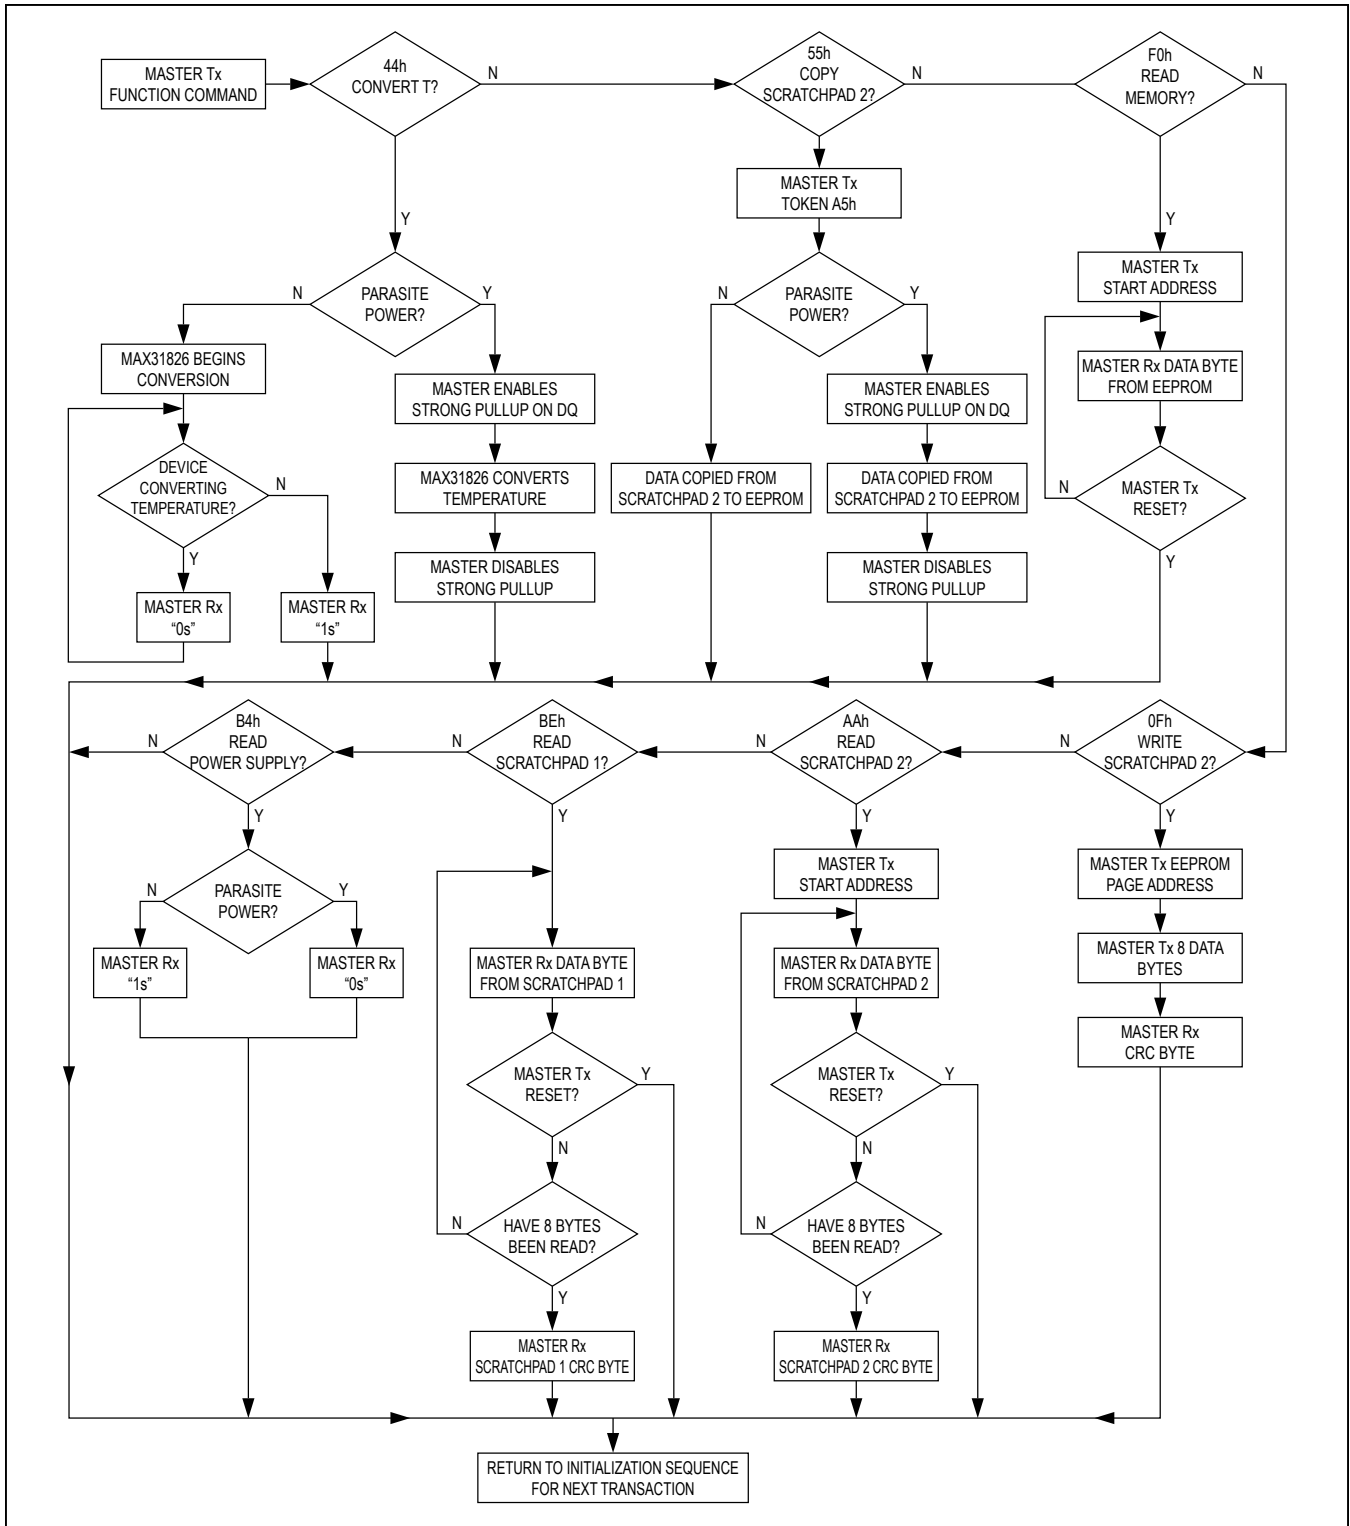 MASTER Tx
FUNCTION COMMAND
44h
CONVERT T?
N
Y
55h
COPY
SCRATCHPAD 2?
N
F0h
READ
MEMORY?
N
Y
MASTER Tx
TOKEN A5h
MASTER Tx
START ADDRESS
N
PARASITE
POWER?
Y
N
PARASITE
POWER?
Y
MAX31826 BEGINS
CONVERSION
MASTER ENABLES
STRONG PULLUP ON DQ
MASTER ENABLES
STRONG PULLUP ON DQ
MASTER Rx DATA BYTE
FROM EEPROM
DEVICE
CONVERTING
TEMPERATURE?
N
Y
MAX31826 CONVERTS
TEMPERATURE
DATA COPIED FROM
SCRATCHPAD 2 TO EEPROM
DATA COPIED FROM
SCRATCHPAD 2 TO EEPROM
N
MASTER Tx
RESET?
Y
MASTER Rx
“0s”
MASTER Rx
“1s”
MASTER DISABLES
STRONG PULLUP
MASTER DISABLES
STRONG PULLUP
N
B4h
READ
POWER SUPPLY?
Y
N
BEh
READ
SCRATCHPAD 1?
Y
N
AAh
READ
SCRATCHPAD 2?
Y
N
0Fh
WRITE
SCRATCHPAD 2?
Y
N
PARASITE
POWER?
Y
MASTER Tx
START ADDRESS
MASTER Tx EEPROM
PAGE ADDRESS
MASTER Rx
“1s”
MASTER Rx
“0s”
MASTER Rx DATA BYTE
FROM SCRATCHPAD 1
MASTER Rx DATA BYTE
FROM SCRATCHPAD 2
MASTER Tx 8 DATA
BYTES
MASTER Rx
CRC BYTE
MASTER Tx
RESET?
Y
N
MASTER Tx
RESET?
Y
N
N
HAVE 8 BYTES
BEEN READ?
Y
N
HAVE 8 BYTES
BEEN READ?
Y
MASTER Rx
SCRATCHPAD 1 CRC BYTE
MASTER Rx
SCRATCHPAD 2 CRC BYTE
RETURN TO INITIALIZATION SEQUENCE
FOR NEXT TRANSACTION